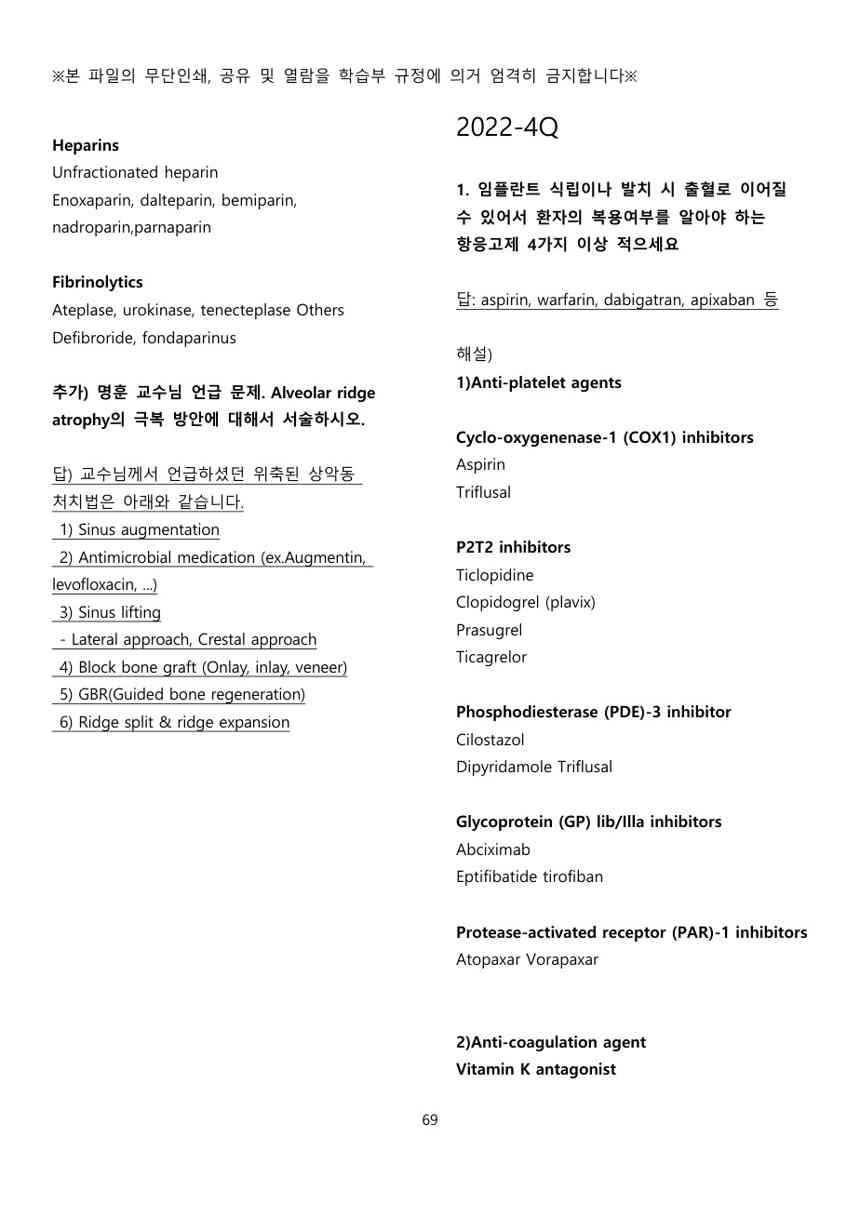 ※본 파일의 무단인쇄, 공유 및 열람을 학습부 규정에 의거 엄격히 금지합니다※
Heparins
Unfractionated heparin
Enoxaparin, dalteparin, bemiparin,
nadroparin,parnaparin
Fibrinolytics
Ateplase, urokinase, tenecteplase Others
Defibroride, fondaparinus
추가) 명훈 교수님 언급 문제. Alveolar ridge
atrophy의 극복 방안에 대해서 서술하시오.
답) 교수님께서 언급하셨던 위축된 상악동
처치법은 아래와 같습니다.
1) Sinus augmentation
2) Antimicrobial medication (ex.Augmentin,
levofloxacin, ...)
3) Sinus lifting
- Lateral approach, Crestal approach
4) Block bone graft (Onlay, inlay, veneer)
5) GBR(Guided bone regeneration)
6) Ridge split & ridge expansion
2022-4Q
1. 임플란트 식립이나 발치 시 출혈로 이어질
수 있어서 환자의 복용여부를 알아야 하는
항응고제 4가지 이상 적으세요
답: aspirin, warfarin, dabigatran, apixaban 등
해설)
1)Anti-platelet agents
Cyclo-oxygenenase-1 (COX1) inhibitors
Aspirin
Triflusal
P2T2 inhibitors
Ticlopidine
Clopidogrel (plavix)
Prasugrel
Ticagrelor
Phosphodiesterase (PDE)-3 inhibitor
Cilostazol
Dipyridamole Triflusal
Glycoprotein (GP) lib/IIIa inhibitors
Abciximab
Eptifibatide tirofiban
Protease-activated receptor (PAR)-1 inhibitors
Atopaxar Vorapaxar
2)Anti-coagulation agent
Vitamin K antagonist
69